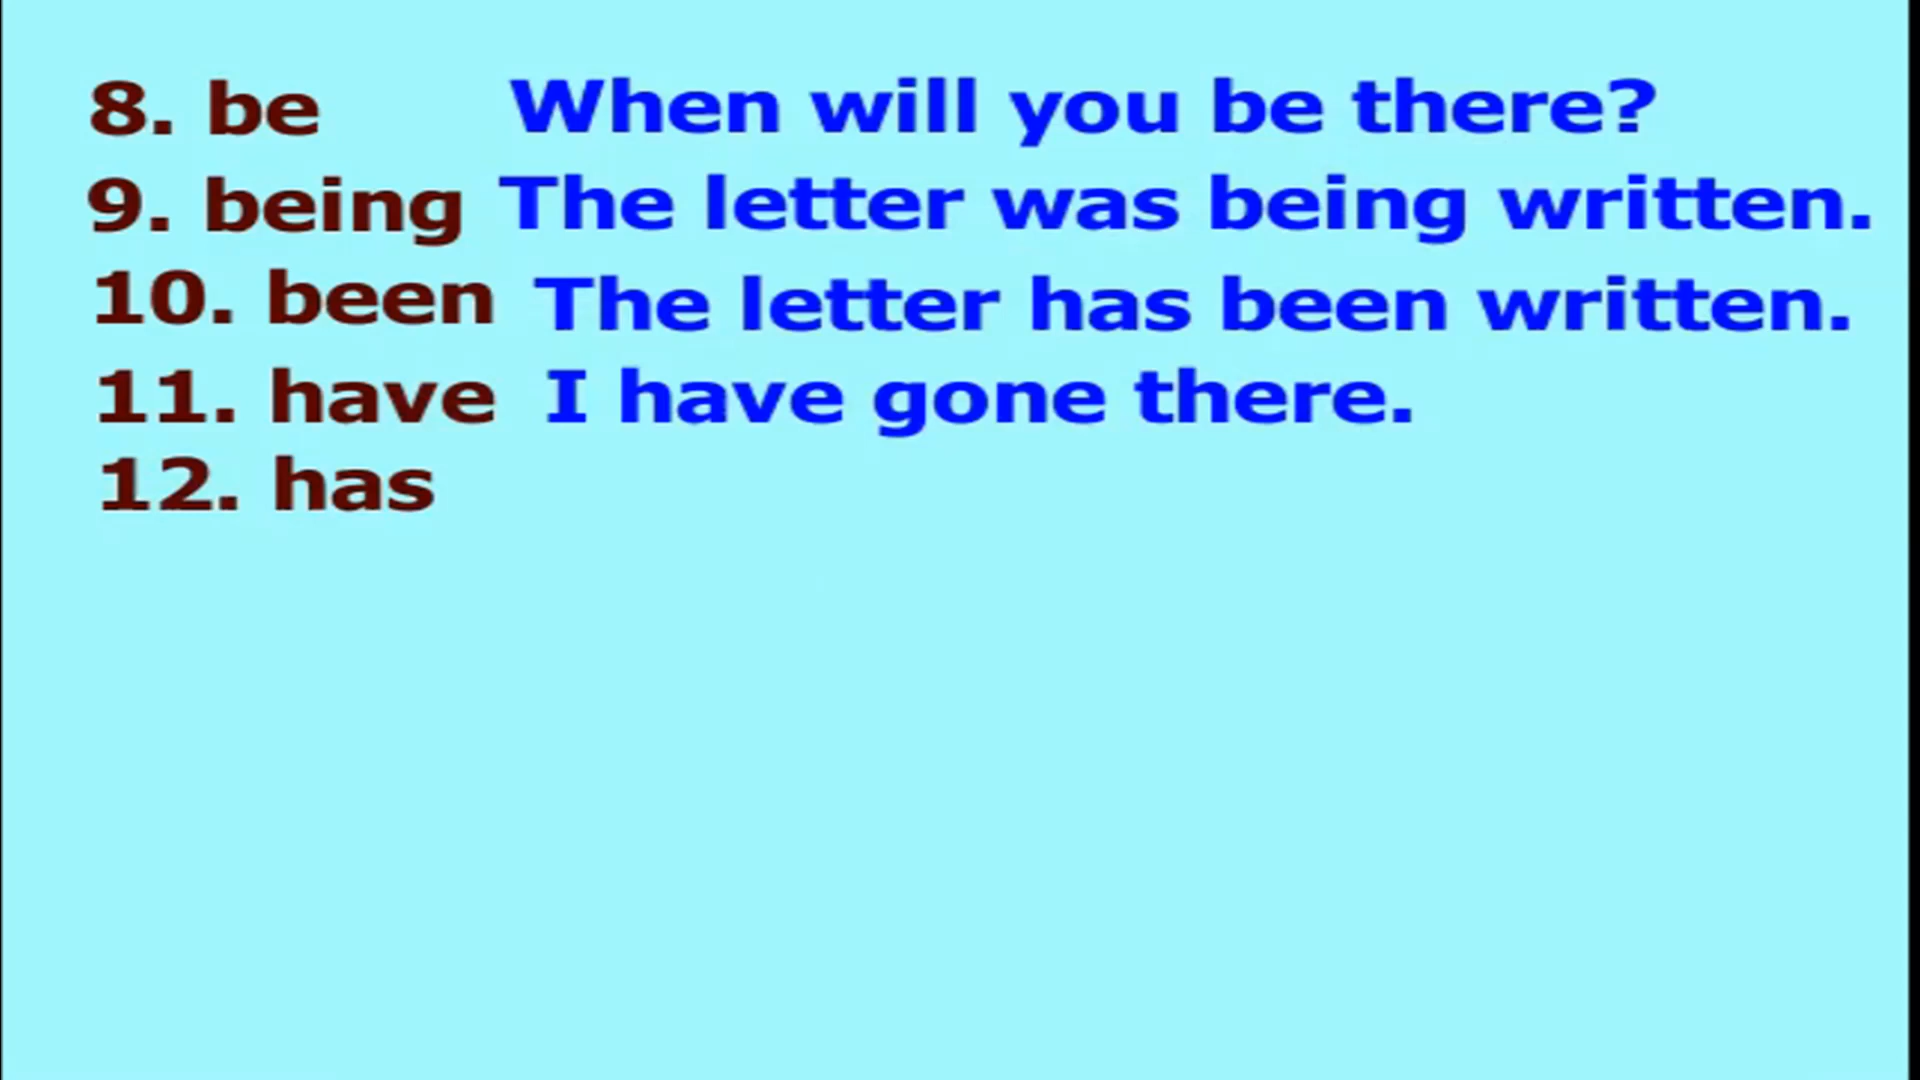 8. be When will you be there?
9. being The letter was being written.
10. been The letter has been written.
11. have I have gone there.
12. has